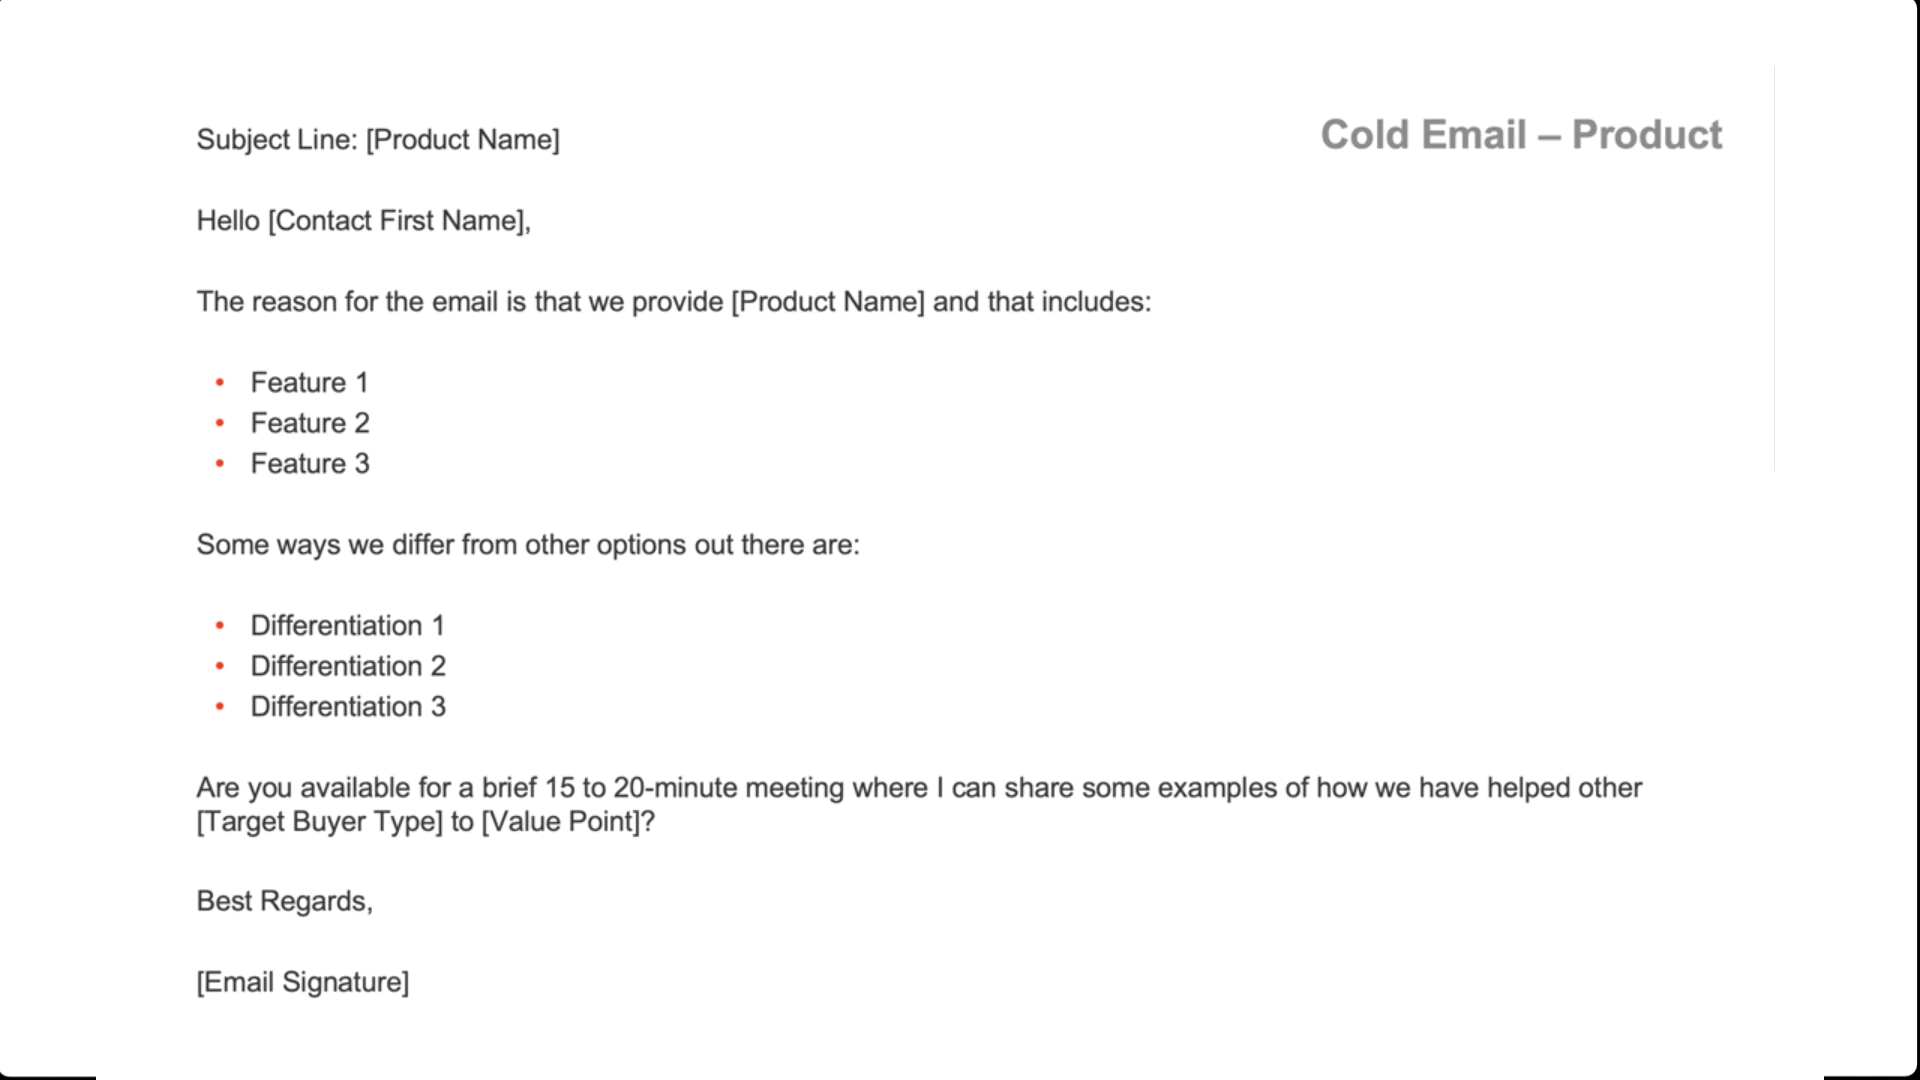 Cold Email – Product
Subject Line: [Product Name]
Hello [Contact First Name],
The reason for the email is that we provide [Product Name] and that includes:
• Feature 1
• Feature 2
• Feature 3
Some ways we differ from other options out there are:
• Differentiation 1
• Differentiation 2
• Differentiation 3
Are you available for a brief 15 to 20-minute meeting where I can share some examples of how we have helped other
[Target Buyer Type] to [Value Point]?
Best Regards,
[Email Signature]